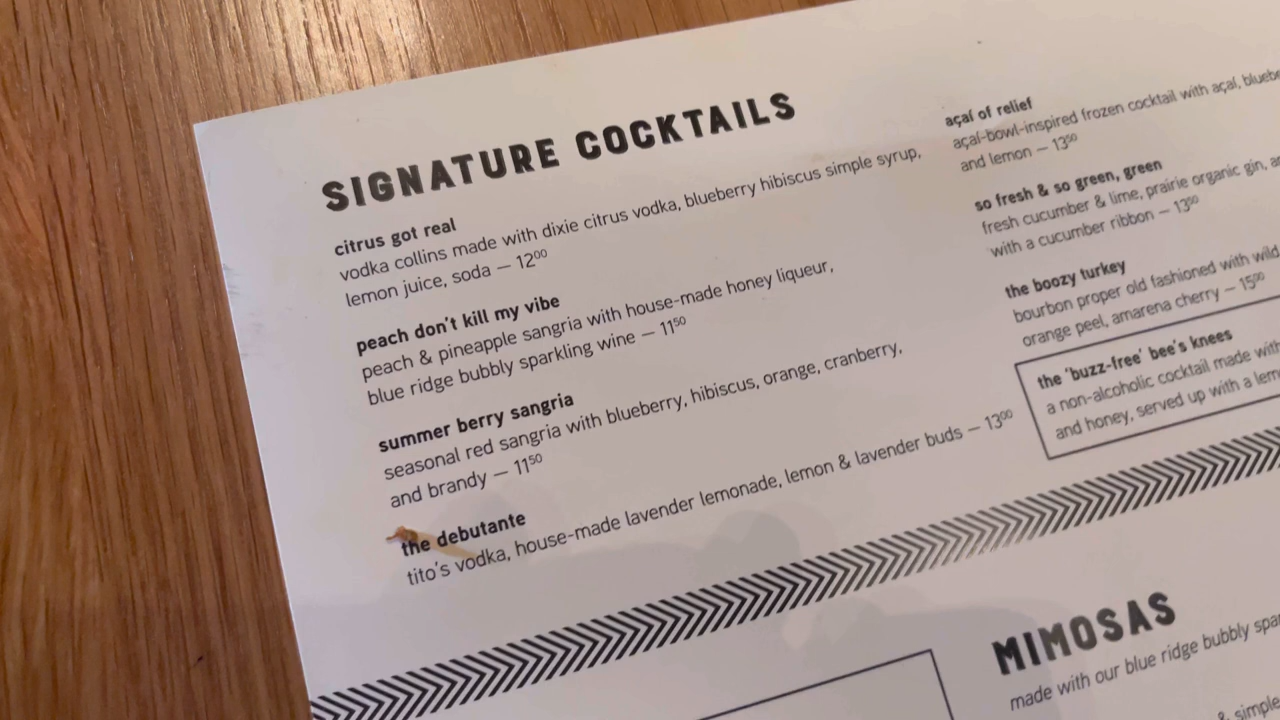 SIGNATURE COCKTAILS
citrus got real
vodka collins made with dixie citrus vodka, blueberry hibiscus simple syrup,
lemon juice, soda — 12⁰⁰
peach don't kill my vibe
peach & pineapple sangria with house-made honey liqueur,
blue ridge bubbly sparkling wine — 11⁵⁰
summer berry sangria
seasonal red sangria with blueberry, hibiscus, orange, cranberry,
and brandy — 11⁵⁰
the debutante
tito's vodka, house-made lavender lemonade, lemon & lavender buds — 13⁰⁰
açaí of relief
açaí-bowl-inspired frozen cocktail with açaí,
and lemon — 13⁵⁰
so fresh & so green, green
fresh cucumber & lime, prairie organic gin,
with a cucumber ribbon — 13⁰⁰
the boozy turkey
bourbon proper old fashioned with wild
orange peel, amarena cherry — 15⁰⁰
the 'buzz-free' bee's knees
a non-alcoholic cocktail made with
and honey, served up with a
MIMOSAS
made with our blue ridge bubbly
&